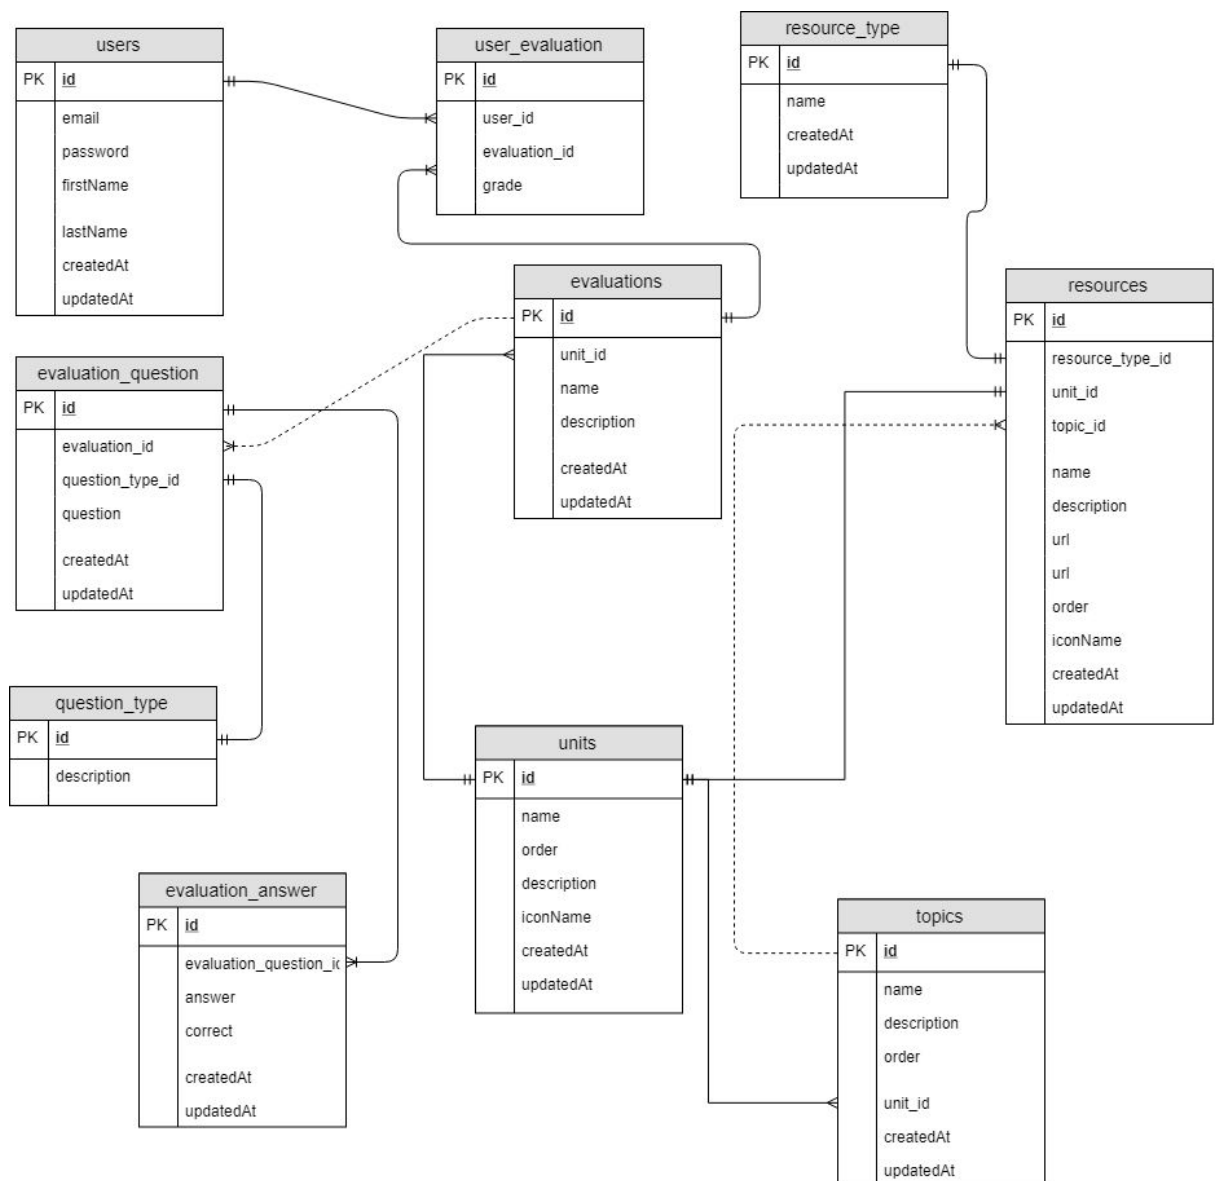 users
PK id
email
password
firstName
lastName
createdAt
updatedAt
user_evaluation
PK id
user_id
evaluation_id
grade
resource_type
PK id
name
createdAt
updatedAt
evaluations
PK id
unit_id
name
description
createdAt
updatedAt
resources
PK id
resource_type_id
unit_id
topic_id
name
description
url
url
order
iconName
createdAt
updatedAt
evaluation_question
PK id
evaluation_id
question_type_id
question
createdAt
updatedAt
question_type
PK id
description
units
PK id
name
order
description
iconName
createdAt
updatedAt
evaluation_answer
PK id
evaluation_question_id
answer
correct
createdAt
updatedAt
topics
PK id
name
description
order
unit_id
createdAt
updatedAt